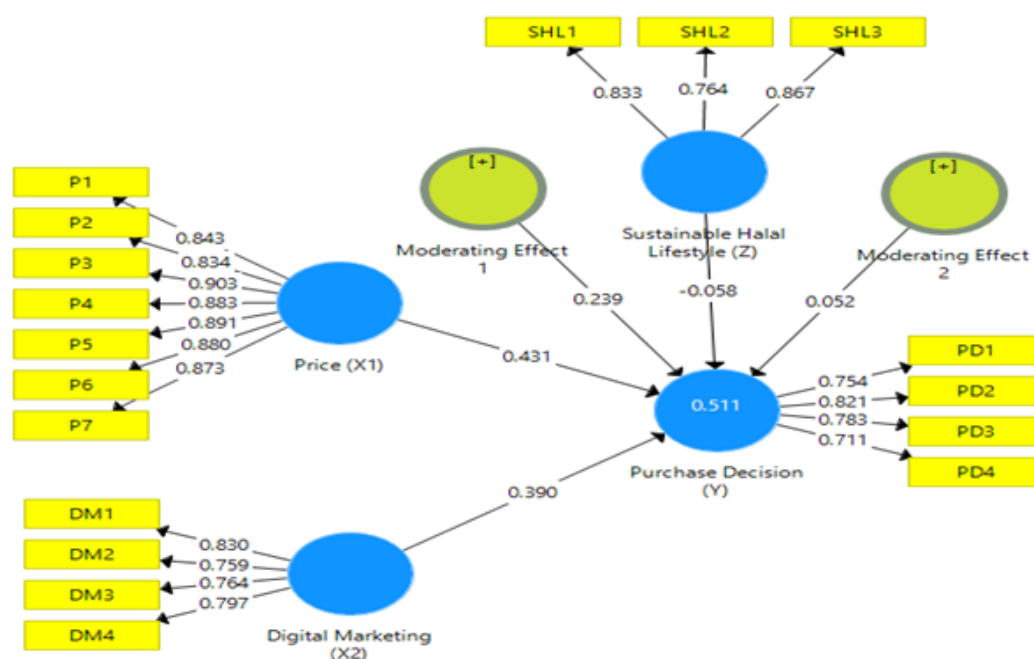 SHL1
SHL2
SHL3
0.833
0.764
0.867
[+]
Moderating Effect
1
Sustainable Halal
Lifestyle (Z)
[+]
Moderating Effect
2
P1
P2
P3
P4
P5
P6
P7
0.843
0.834
0.903
0.883
0.891
0.880
0.873
Price (X1)
0.239
-0.058
0.052
0.431
0.511
Purchase Decision
(Y)
0.754
0.821
0.783
0.711
PD1
PD2
PD3
PD4
0.390
DM1
DM2
DM3
DM4
0.830
0.759
0.764
0.797
Digital Marketing
(X2)